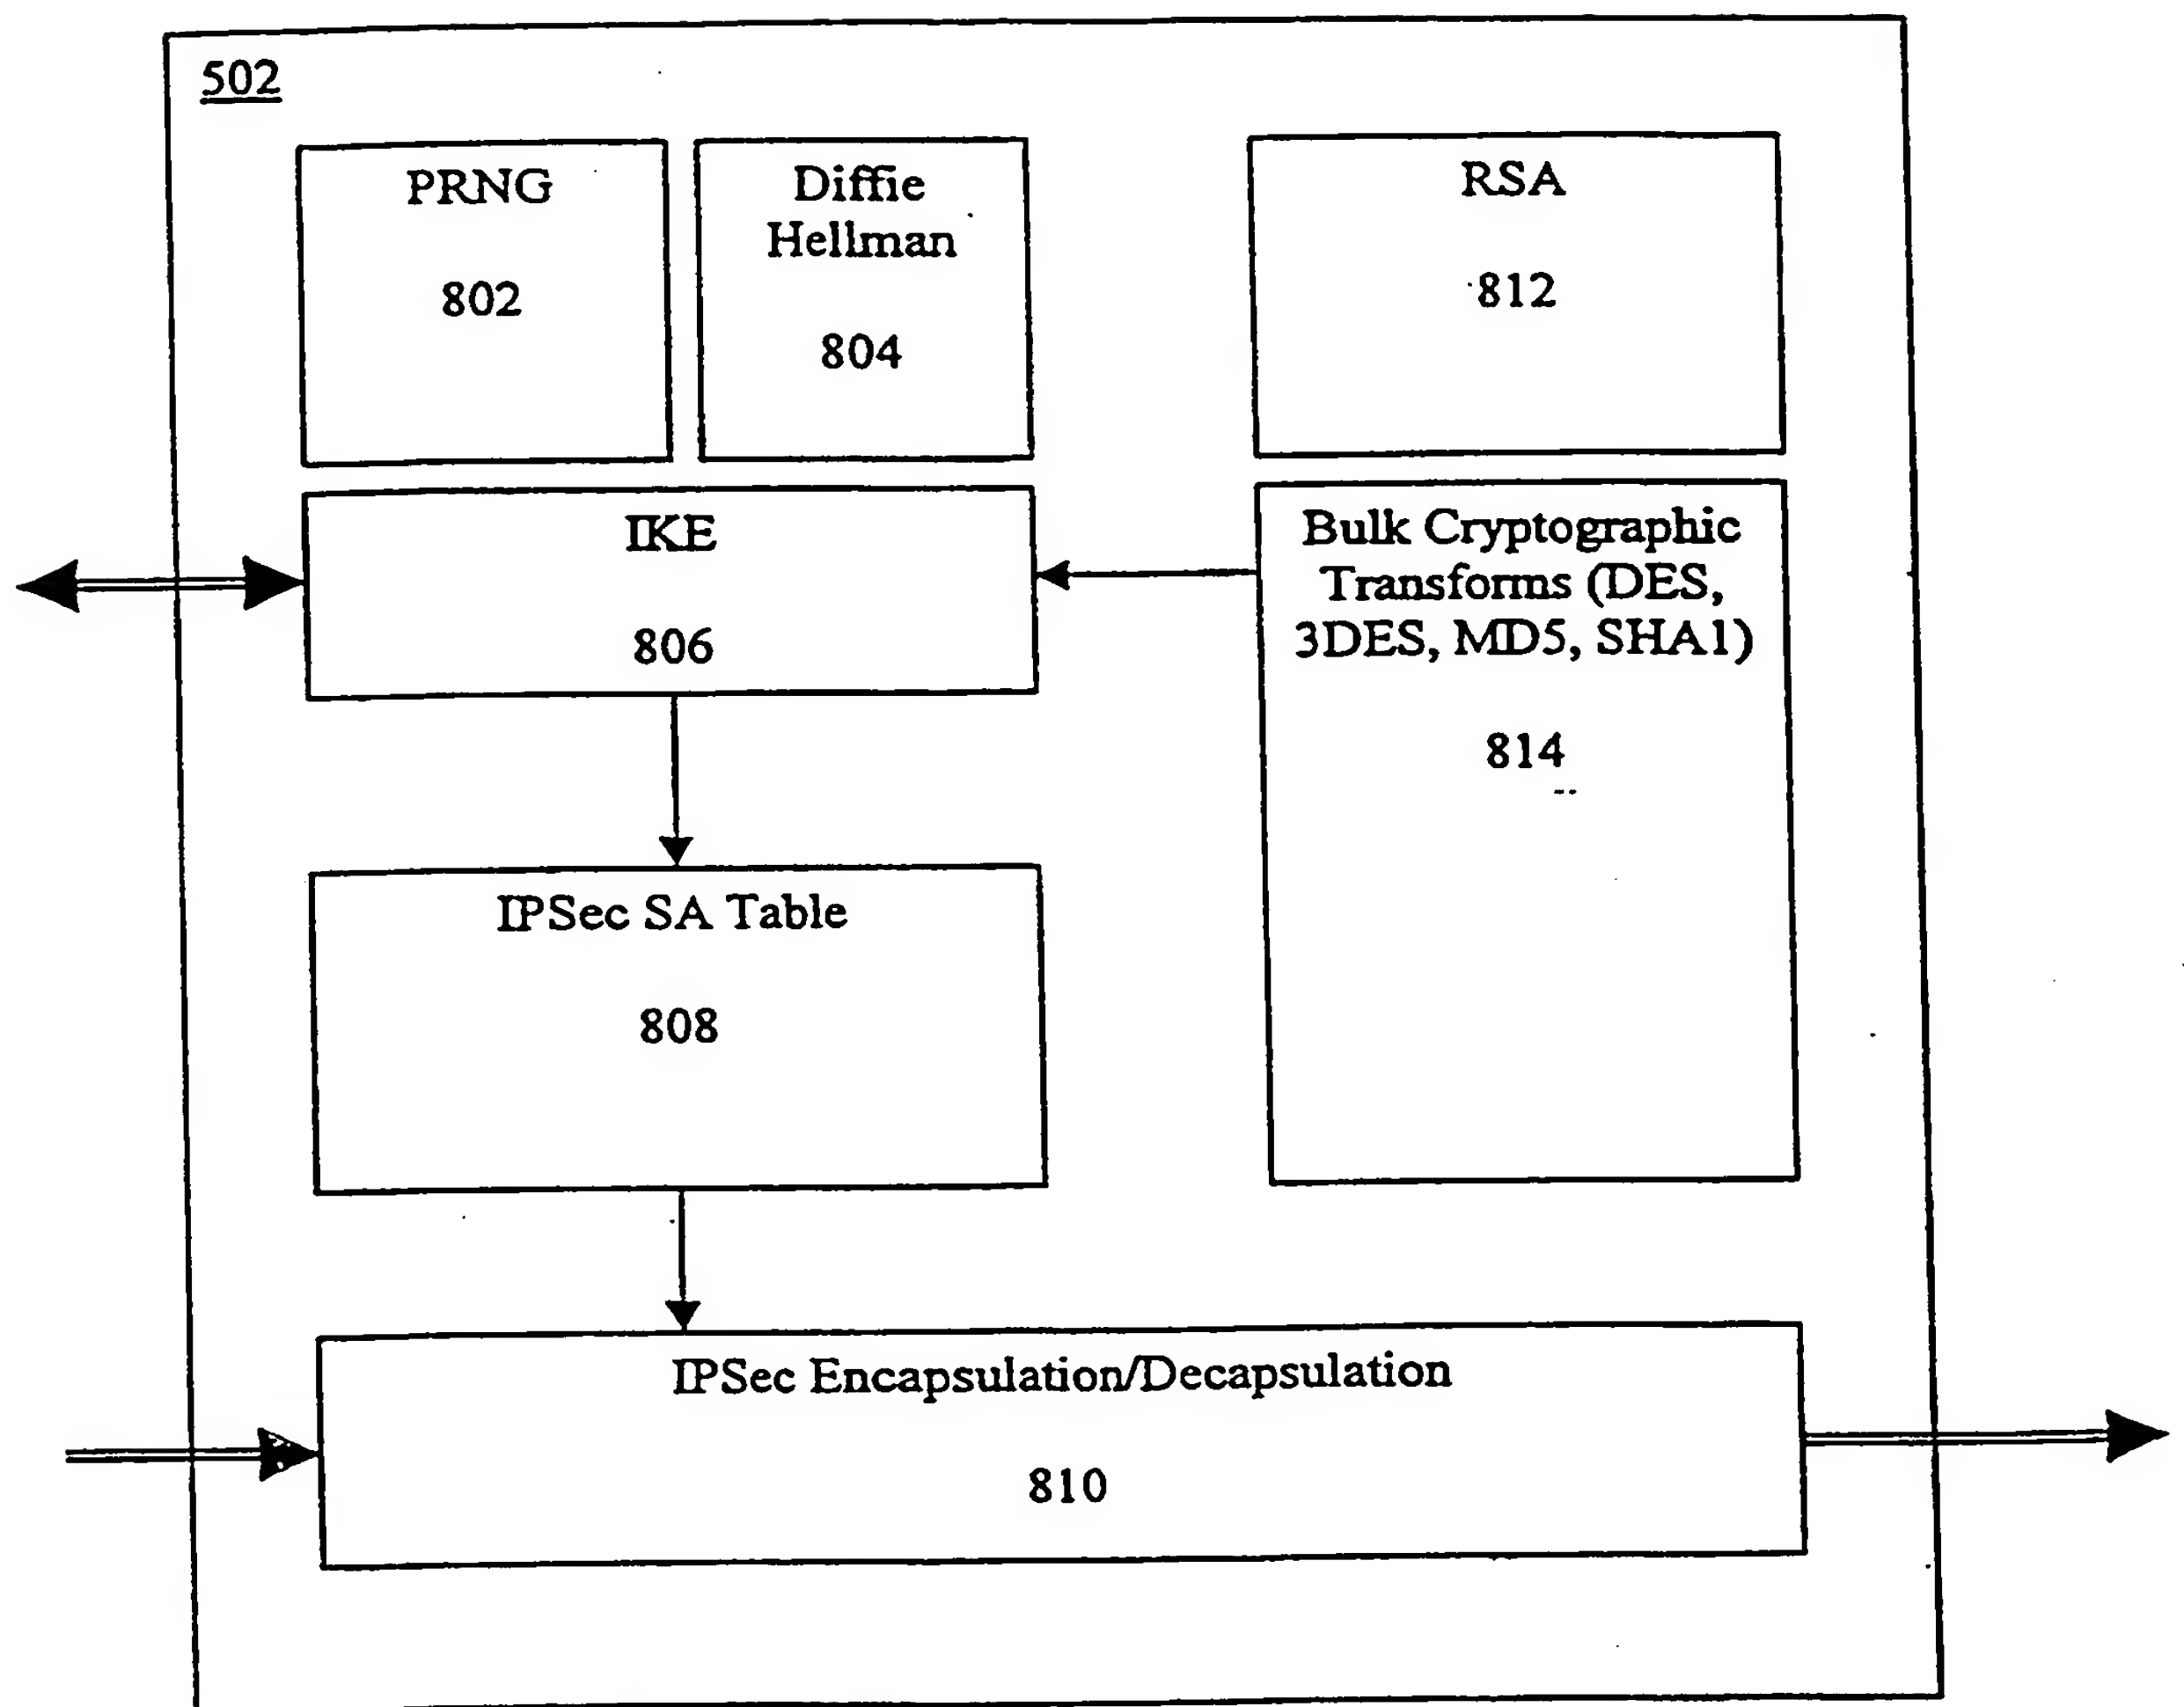 502
PRNG
802
Diffie
Hellman
804
RSA
812
IKE
806
Bulk Cryptographic
Transforms (DES,
3DES, MD5, SHA1)
814
IPSec SA Table
808
IPSec Encapsulation/Decapsulation
810